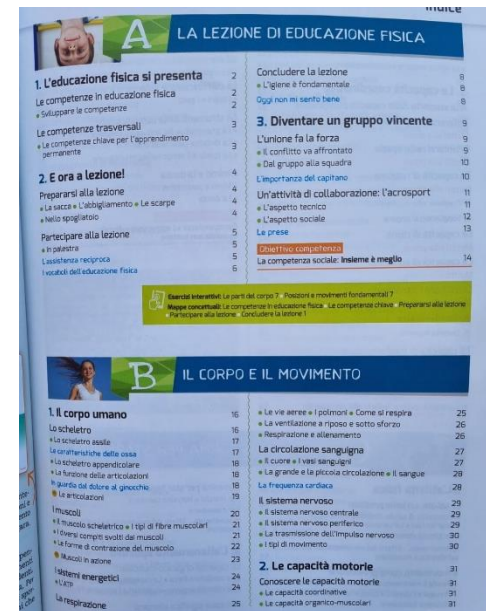 indice
A
LA LEZIONE DI EDUCAZIONE FISICA
1. L'educazione fisica si presenta 2
Le competenze in educazione fisica 2
• Sviluppare le competenze 2
Le competenze trasversali 3
• Le competenze chiave per l'apprendimento
permanente 3
2. E ora a lezione! 4
Prepararsi alla lezione 4
• La sacca • L'abbigliamento • Le scarpe 4
• Nello spogliatoio 4
Partecipare alla lezione 5
• In palestra 5
L'assistenza reciproca 5
I vocaboli dell'educazione fisica 6
Concludere la lezione 8
• L'igiene è fondamentale 8
Oggi non mi sento bene 8
3. Diventare un gruppo vincente 9
L'unione fa la forza 9
• Il conflitto va affrontato 9
• Dal gruppo alla squadra 10
L'importanza del capitano 10
Un'attività di collaborazione: l'acrosport 11
• L'aspetto tecnico 11
• L'aspetto sociale 12
Le prese 13
Obiettivo competenza
La competenza sociale: Insieme è meglio 14
Esercizi interattivi: Le parti del corpo 7 • Posizioni e movimenti fondamentali 7
Mappe concettuali: Le competenze in educazione fisica • Le competenze chiave • Prepararsi alla lezione
• Partecipare alla lezione • Concludere la lezione 1
B
IL CORPO E IL MOVIMENTO
1. Il corpo umano 16
Lo scheletro 16
• Lo scheletro assile 17
Le caratteristiche delle ossa 17
• Lo scheletro appendicolare 18
• La funzione delle articolazioni 18
In guardia dal dolore al ginocchio 18
Le articolazioni 19
I muscoli 20
• Il muscolo scheletrico • I tipi di fibre muscolari 21
• I diversi compiti svolti dai muscoli 21
• Le forme di contrazione del muscolo 22
Muscoli in azione 23
I sistemi energetici 24
• L'ATP 24
La respirazione 25
• Le vie aeree • I polmoni • Come si respira 25
• La ventilazione a riposo e sotto sforzo 26
• Respirazione e allenamento 26
La circolazione sanguigna 27
• Il cuore • I vasi sanguigni 27
• La grande e la piccola circolazione • Il sangue 28
La frequenza cardiaca 28
Il sistema nervoso 29
• Il sistema nervoso centrale 29
• Il sistema nervoso periferico 29
• La trasmissione dell'impulso nervoso 30
• I tipi di movimento 30
2. Le capacità motorie 31
Conoscere le capacità motorie 31
• Le capacità coordinative 31
• Le capacità organico-muscolari 31